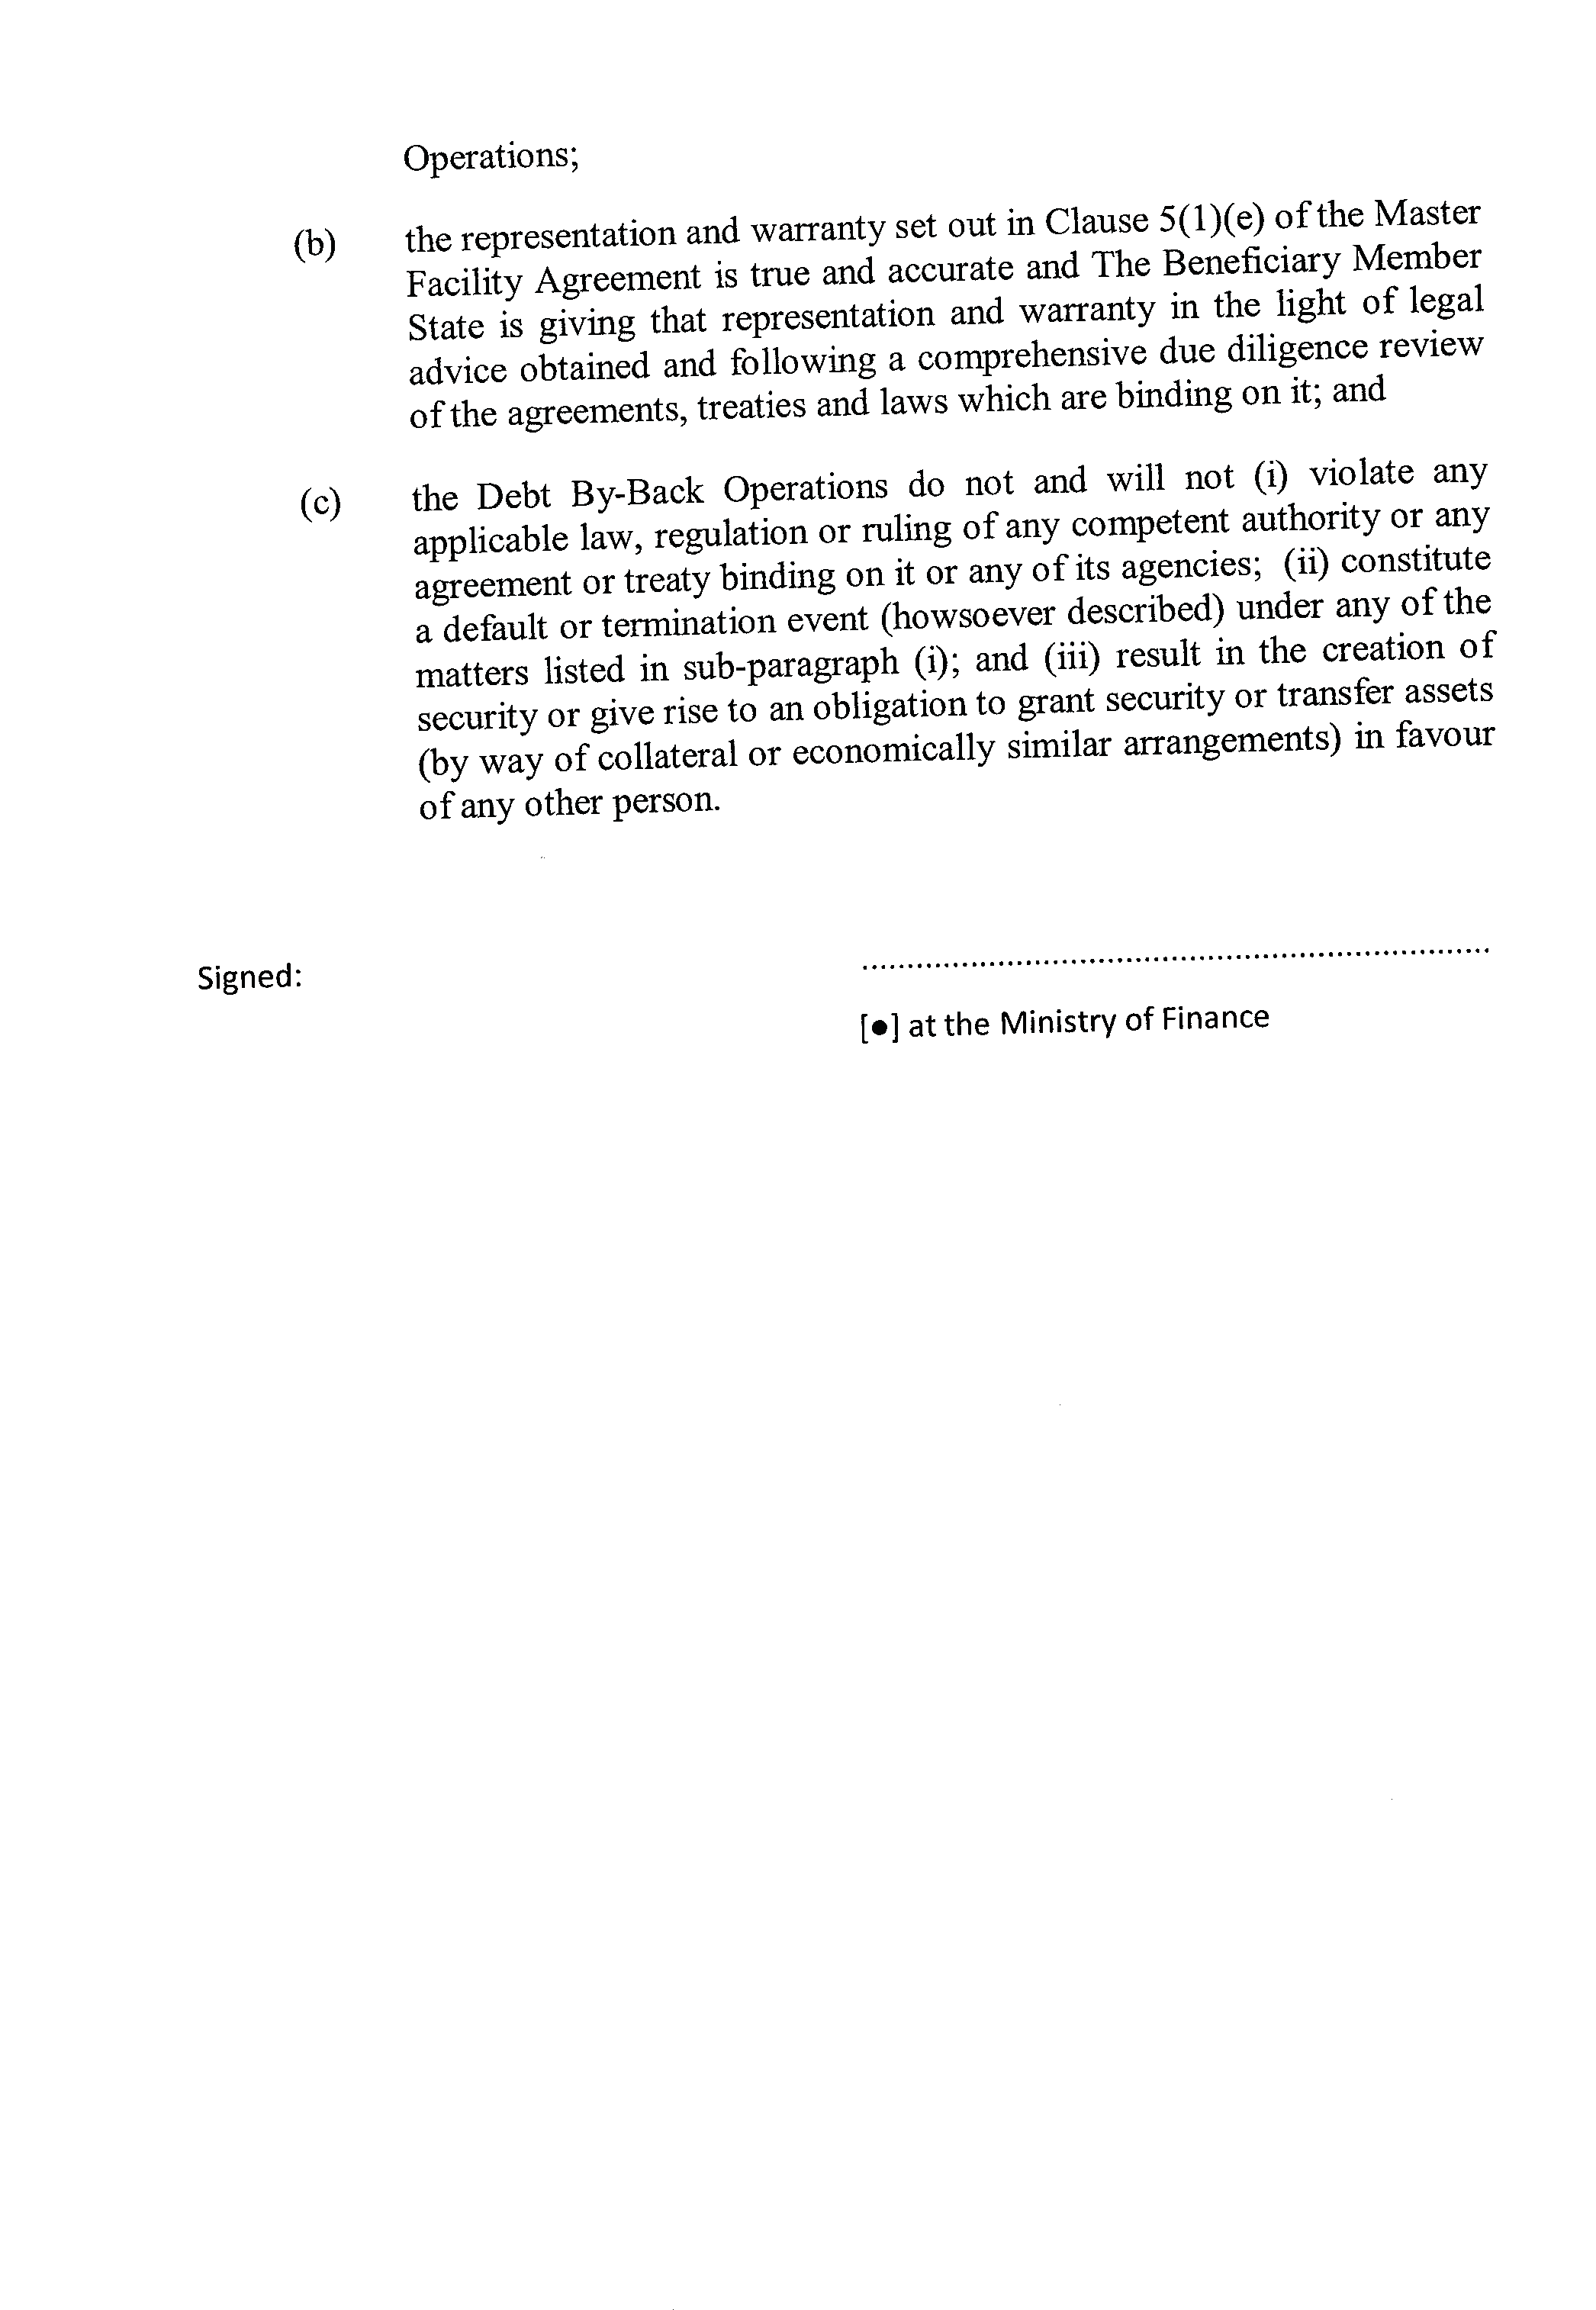 Operations;
(b) the representation and warranty set out in Clause 5(1)(e) of the Master
Facility Agreement is true and accurate and The Beneficiary Member
State is giving that representation and warranty in the light of legal
advice obtained and following a comprehensive due diligence review
of the agreements, treaties and laws which are binding on it; and
(c) the Debt By-Back Operations do not and will not (i) violate any
applicable law, regulation or ruling of any competent authority or any
agreement or treaty binding on it or any of its agencies; (ii) constitute
a default or termination event (howsoever described) under any of the
matters listed in sub-paragraph (i); and (iii) result in the creation of
security or give rise to an obligation to grant security or transfer assets
(by way of collateral or economically similar arrangements) in favour
of any other person.
Signed: ......................................................................
[●] at the Ministry of Finance